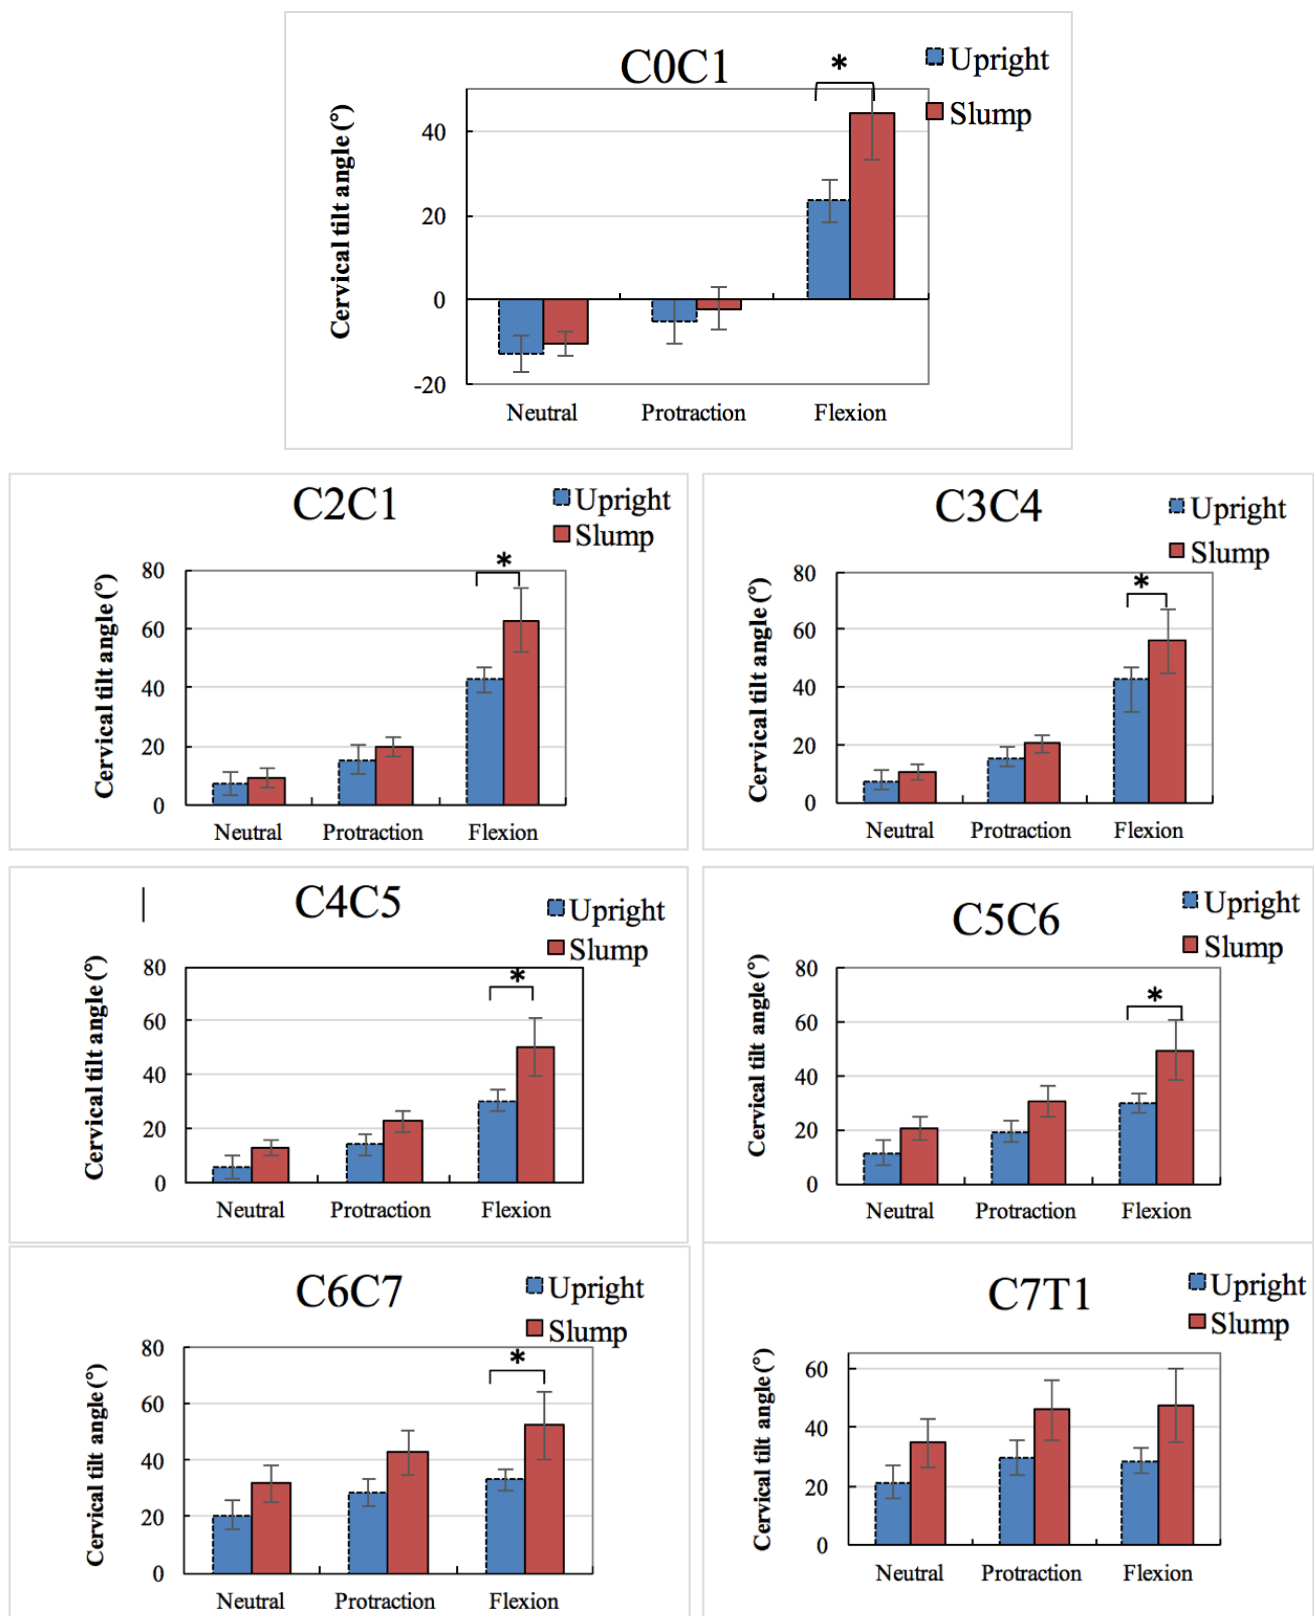 C0C1
*
Upright
Slump
Cervical tilt angle (°)
40
20
0
-20
Neutral Protraction Flexion
C2C1
Upright
Slump
*
Cervical tilt angle (°)
80
60
40
20
0
Neutral Protraction Flexion
C3C4
Upright
Slump
*
Cervical tilt angle (°)
80
60
40
20
0
Neutral Protraction Flexion
C4C5
Upright
Slump
*
Cervical tilt angle (°)
80
60
40
20
0
Neutral Protraction Flexion
C5C6
Upright
Slump
*
Cervical tilt angle (°)
80
60
40
20
0
Neutral Protraction Flexion
C6C7
Upright
Slump
*
Cervical tilt angle (°)
80
60
40
20
0
Neutral Protraction Flexion
C7T1
Upright
Slump
Cervical tilt angle (°)
60
40
20
0
Neutral Protraction Flexion